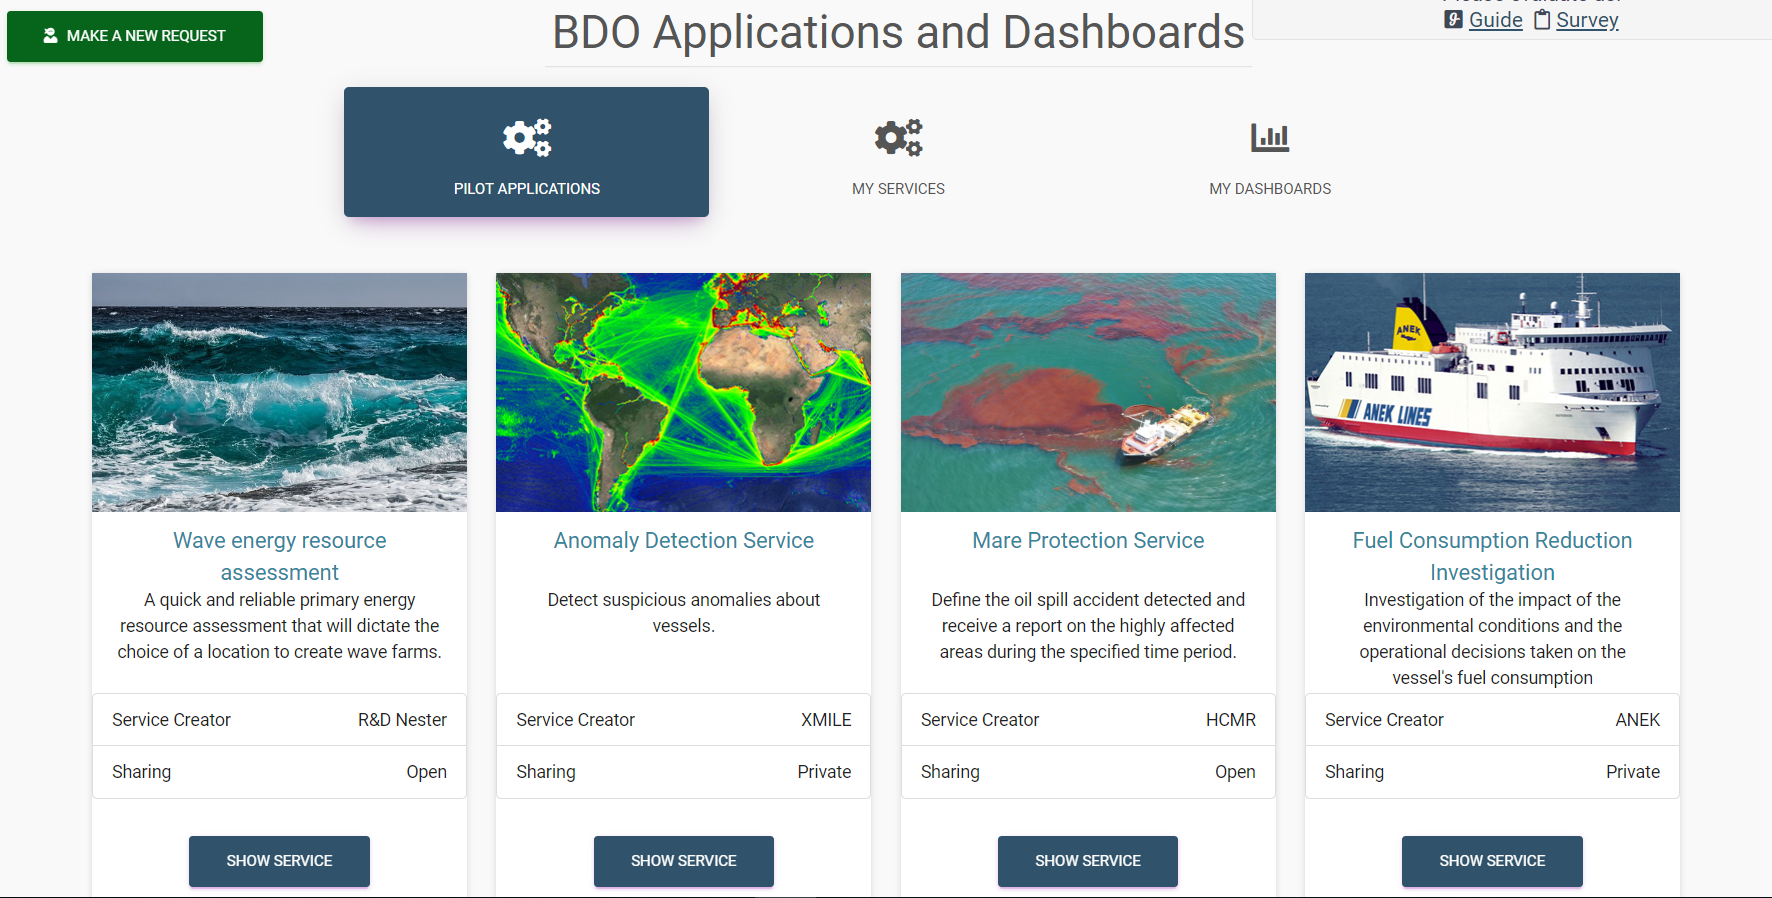 MAKE A NEW REQUEST
BDO Applications and Dashboards
Guide Survey
PILOT APPLICATIONS
MY SERVICES
MY DASHBOARDS
ANEK
ANEK LINES
Wave energy resource
assessment
A quick and reliable primary energy
resource assessment that will dictate the
choice of a location to create wave farms.
Service Creator R&D Nester
Sharing Open
SHOW SERVICE
Anomaly Detection Service
Detect suspicious anomalies about
vessels.
Service Creator XMILE
Sharing Private
SHOW SERVICE
Mare Protection Service
Define the oil spill accident detected and
receive a report on the highly affected
areas during the specified time period.
Service Creator HCMR
Sharing Open
SHOW SERVICE
Fuel Consumption Reduction
Investigation
Investigation of the impact of the
environmental conditions and the
operational decisions taken on the
vessel's fuel consumption
Service Creator ANEK
Sharing Private
SHOW SERVICE